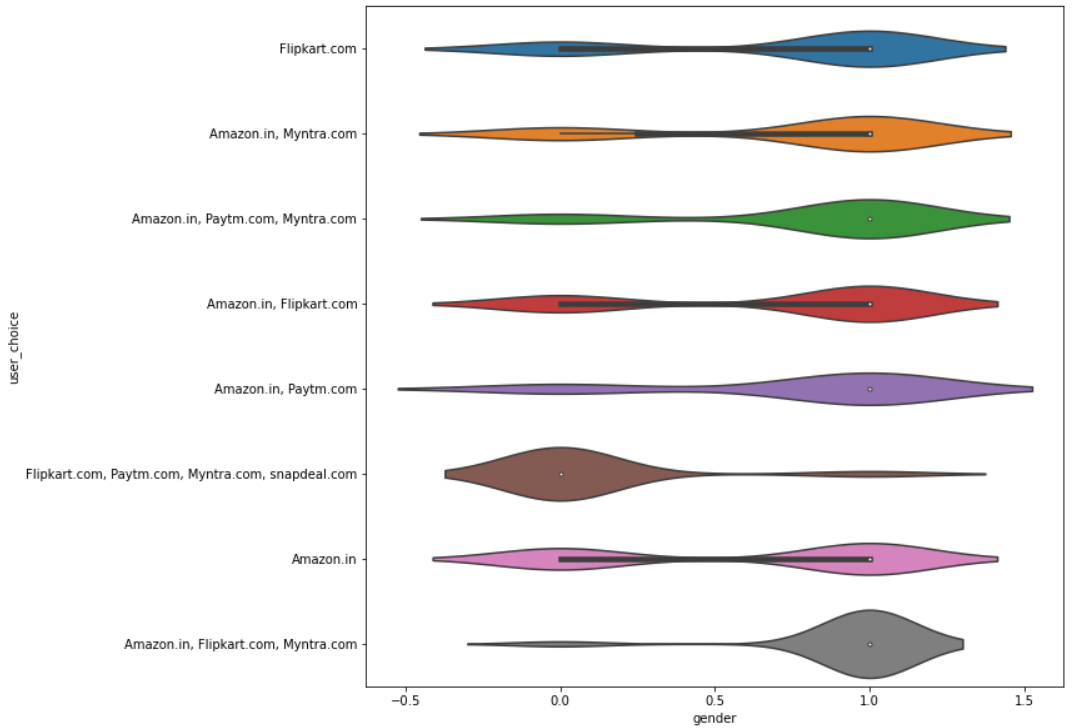 Flipkart.com
Amazon.in, Myntra.com
Amazon.in, Paytm.com, Myntra.com
Amazon.in, Flipkart.com
Amazon.in, Paytm.com
Flipkart.com, Paytm.com, Myntra.com, snapdeal.com
Amazon.in
Amazon.in, Flipkart.com, Myntra.com
user_choice
−0.5 0.0 0.5 1.0 1.5
gender